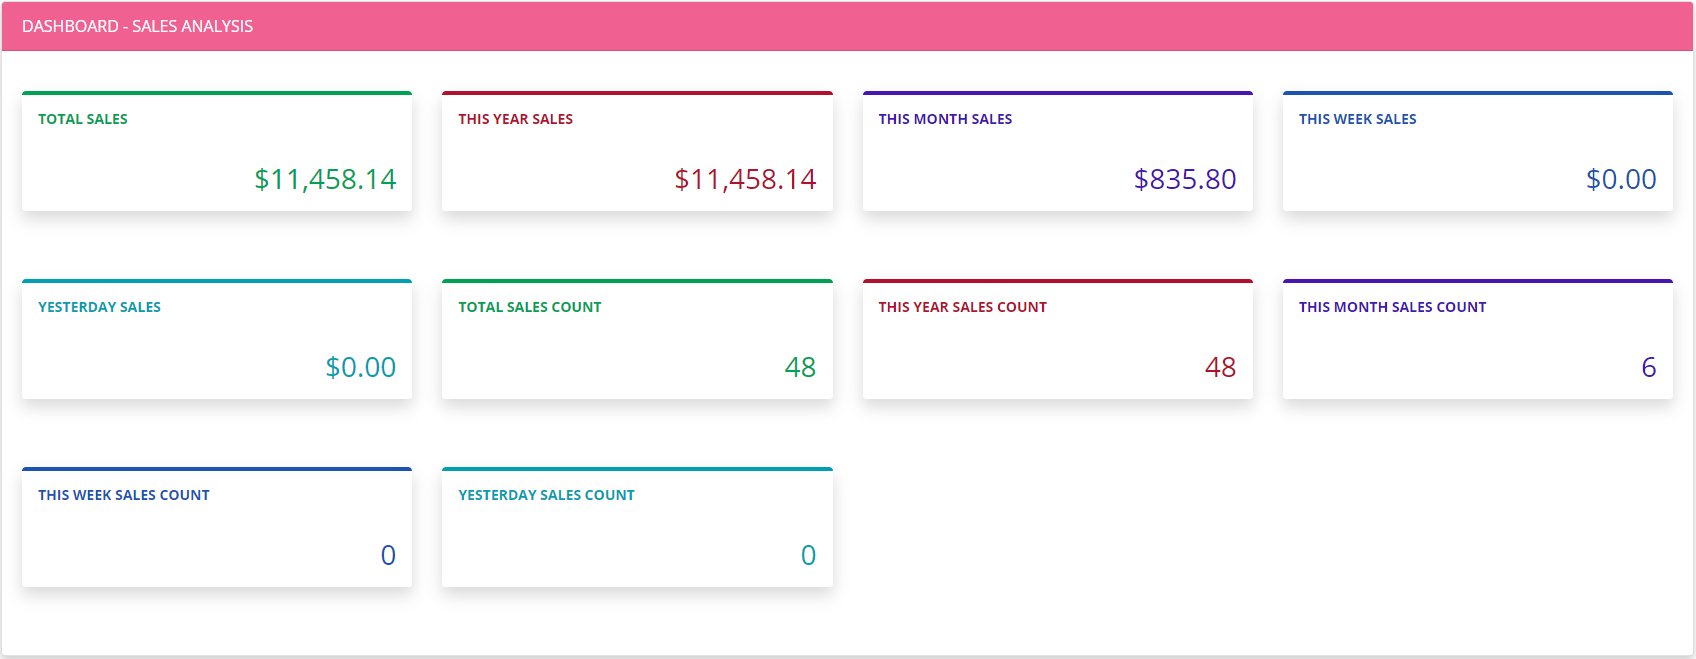 DASHBOARD - SALES ANALYSIS
TOTAL SALES
$11,458.14
THIS YEAR SALES
$11,458.14
THIS MONTH SALES
$835.80
THIS WEEK SALES
$0.00
YESTERDAY SALES
$0.00
TOTAL SALES COUNT
48
THIS YEAR SALES COUNT
48
THIS MONTH SALES COUNT
6
THIS WEEK SALES COUNT
0
YESTERDAY SALES COUNT
0